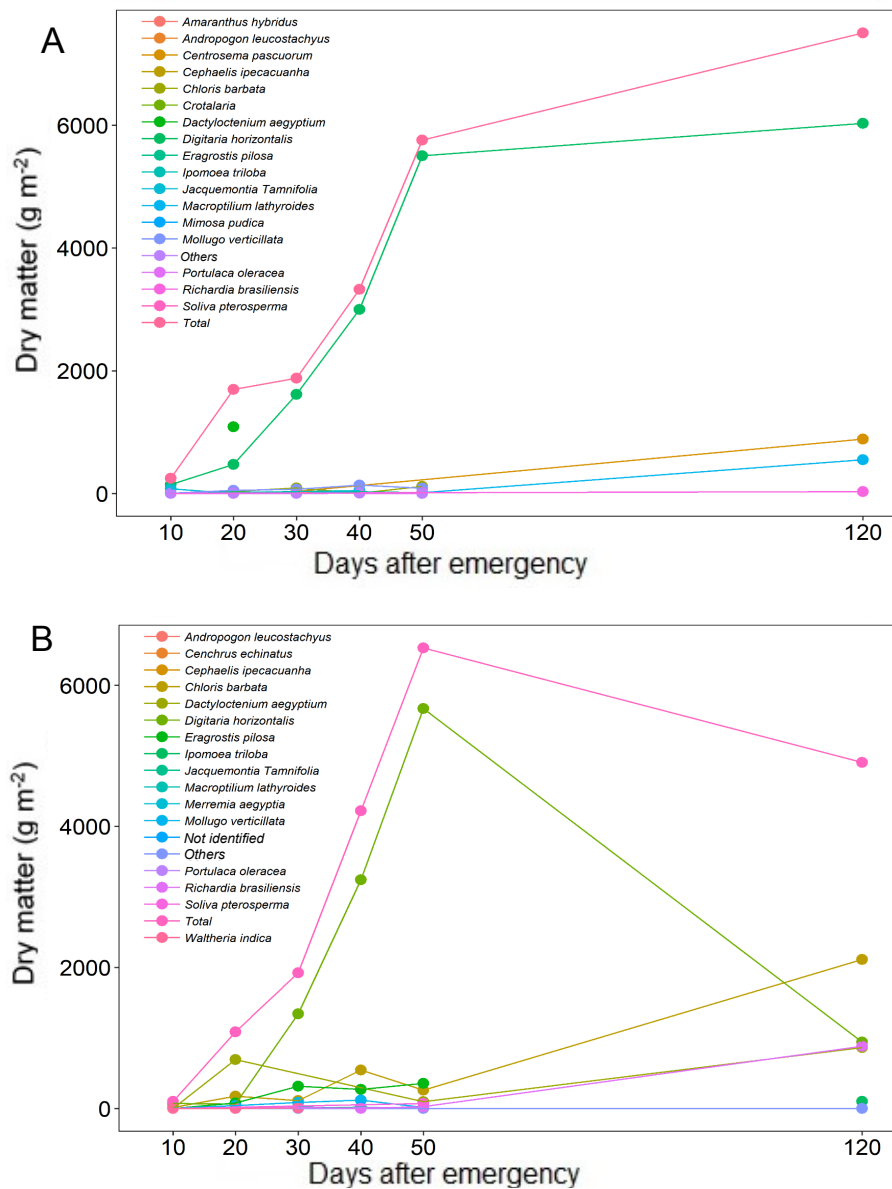 A
Amaranthus hybridus
Andropogon leucostachyus
Centrosema pascuorum
Cephaelis ipecacuanha
Chloris barbata
Crotalaria
Dactyloctenium aegyptium
Digitaria horizontalis
Eragrostis pilosa
Ipomoea triloba
Jacquemontia Tamnifolia
Macroptilium lathyroides
Mimosa pudica
Mollugo verticillata
Others
Portulaca oleracea
Richardia brasiliensis
Soliva pterosperma
Total
Dry matter (g m-2)
6000
4000
2000
0
10 20 30 40 50 120
Days after emergency
B
Andropogon leucostachyus
Cenchrus echinatus
Cephaelis ipecacuanha
Chloris barbata
Dactyloctenium aegyptium
Digitaria horizontalis
Eragrostis pilosa
Ipomoea triloba
Jacquemontia Tamnifolia
Macroptilium lathyroides
Merremia aegyptia
Mollugo verticillata
Not identified
Others
Portulaca oleracea
Richardia brasiliensis
Soliva pterosperma
Total
Waltheria indica
Dry matter (g m-2)
6000
4000
2000
0
10 20 30 40 50 120
Days after emergency